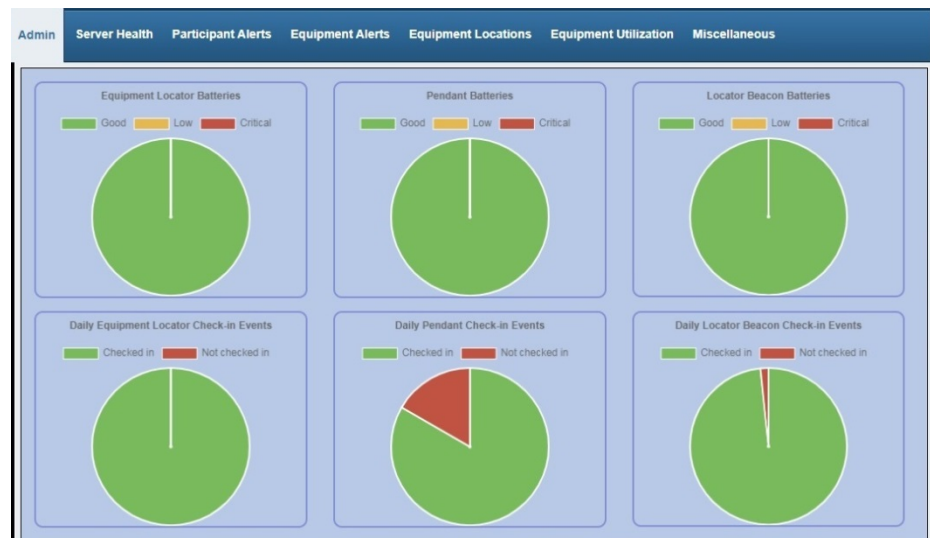 Admin Server Health Participant Alerts Equipment Alerts Equipment Locations Equipment Utilization Miscellaneous
Equipment Locator Batteries
Good Low Critical
Pendant Batteries
Good Low Critical
Locator Beacon Batteries
Good Low Critical
Daily Equipment Locator Check-in Events
Checked in Not checked in
Daily Pendant Check-in Events
Checked in Not checked in
Daily Locator Beacon Check-in Events
Checked in Not checked in